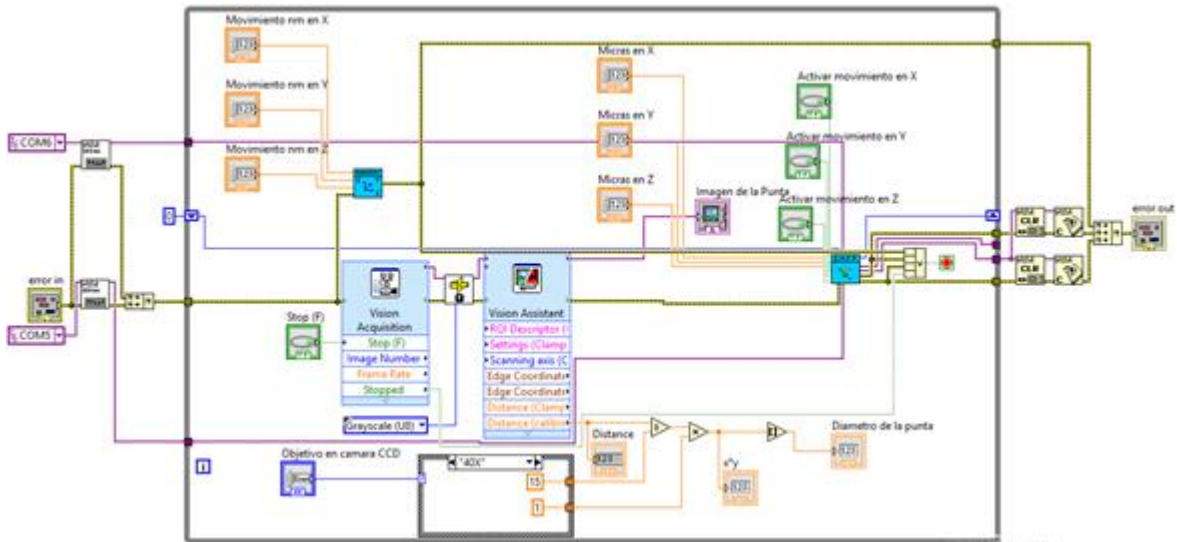 Movimiento nm en X
Movimiento nm en Y
Movimiento nm en Z
Micras en X
Micras en Y
Micras en Z
Activar movimiento en X
Activar movimiento en Y
Activar movimiento en Z
Imagen de la Punta
COM6
COM5
error in
error out
Stop (F)
Vision
Acquisition
Stop (F)
Image Number
Frame Rate
Stopped
Vision Assistant
ROI Descriptor (
Settings (Clamp
Scanning axis (C
Edge Coordinate
Edge Coordinate
Distance (Clamp
Distance (calibr
Grayscale (U8)
Objetivo en camara CCD
"40X"
15
1
Distance
x*y
Diametro de la punta
i